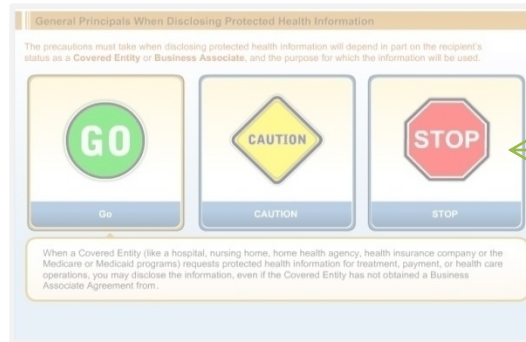 General Principals When Disclosing Protected Health Information
The precautions must take when disclosing protected health information will depend in part on the recipient's
status as a Covered Entity or Business Associate, and the purpose for which the information will be used.
GO
CAUTION
STOP
Go
CAUTION
STOP
When a Covered Entity (like a hospital, nursing home, home health agency, health insurance company or the
Medicare or Medicaid programs) requests protected health information for treatment, payment, or health care
operations, you may disclose the information, even if the Covered Entity has not obtained a Business
Associate Agreement from.